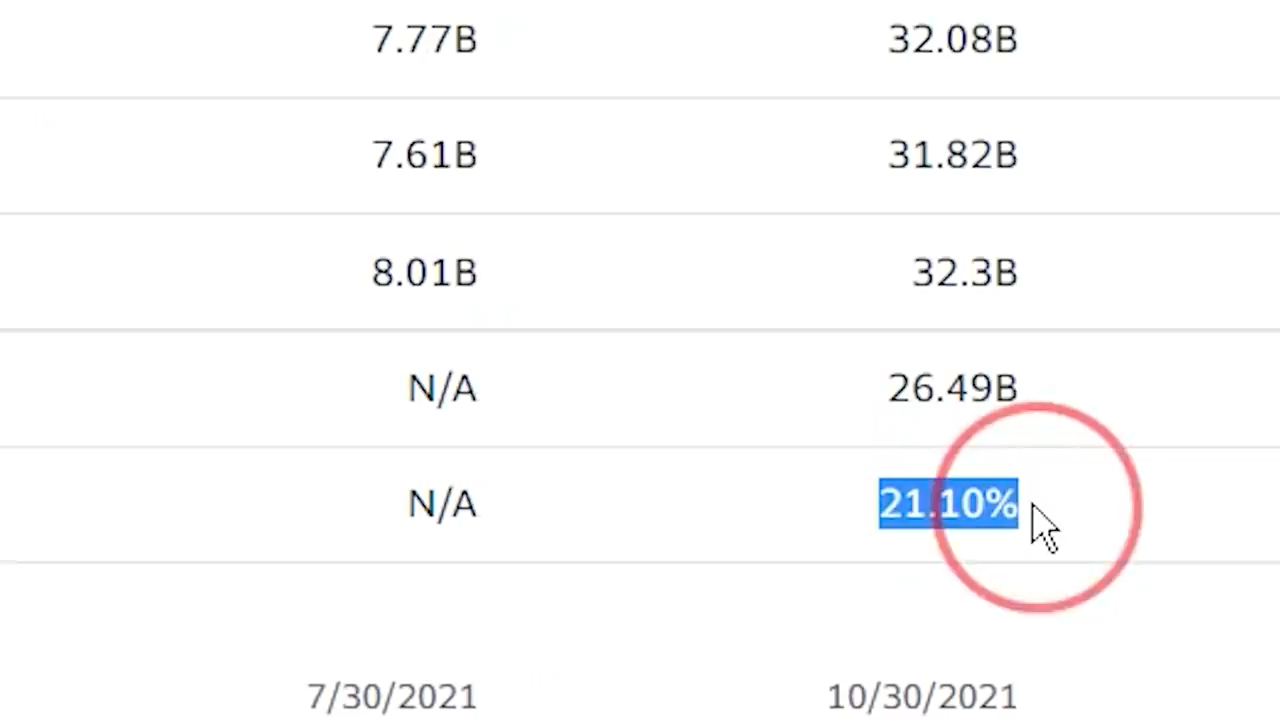 7.77B 32.08B
7.61B 31.82B
8.01B 32.3B
N/A 26.49B
N/A 21.10%
7/30/2021 10/30/2021